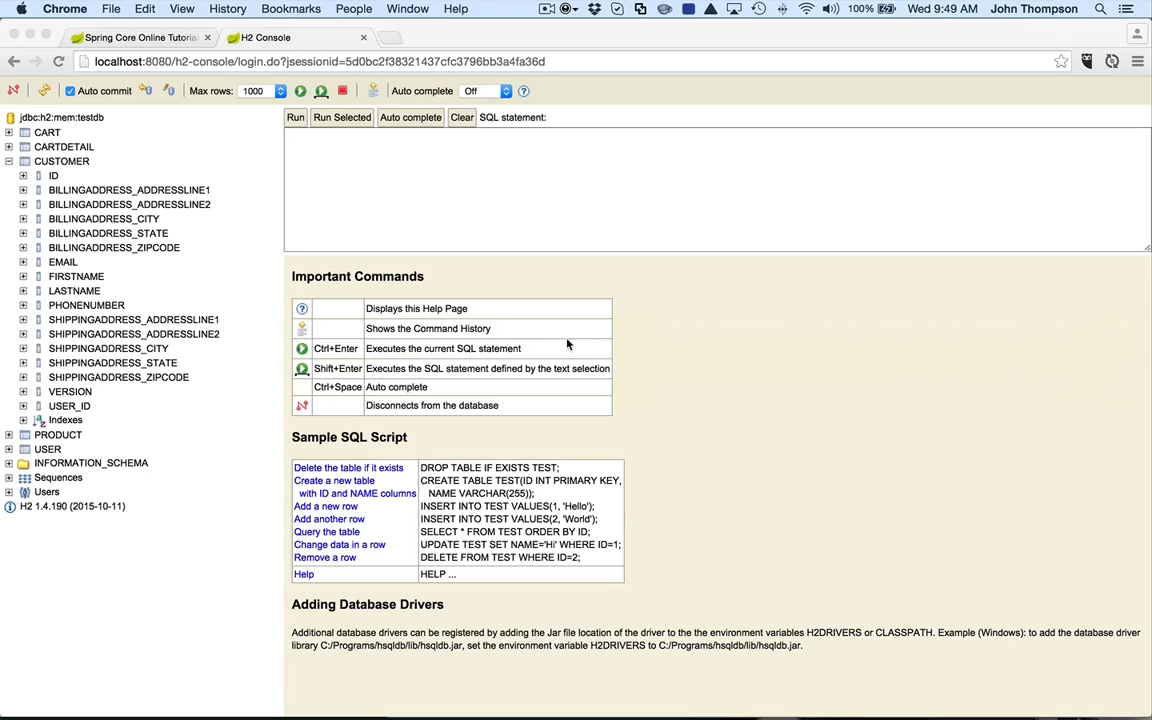 Chrome File Edit View History Bookmarks People Window Help 100% Wed 9:49 AM John Thompson
Spring Core Online Tutoria × H2 Console ×
localhost:8080/h2-console/login.do?jsessionid=5d0bc2f38321437cfc3796bb3a4fa36d
Auto commit Max rows: 1000 Auto complete Off
jdbc:h2:mem:testdb
CART
CARTDETAIL
CUSTOMER
ID
BILLINGADDRESS_ADDRESSLINE1
BILLINGADDRESS_ADDRESSLINE2
BILLINGADDRESS_CITY
BILLINGADDRESS_STATE
BILLINGADDRESS_ZIPCODE
EMAIL
FIRSTNAME
LASTNAME
PHONENUMBER
SHIPPINGADDRESS_ADDRESSLINE1
SHIPPINGADDRESS_ADDRESSLINE2
SHIPPINGADDRESS_CITY
SHIPPINGADDRESS_STATE
SHIPPINGADDRESS_ZIPCODE
VERSION
USER_ID
Indexes
PRODUCT
USER
INFORMATION_SCHEMA
Sequences
Users
H2 1.4.190 (2015-10-11)
Run Run Selected Auto complete Clear SQL statement:
Important Commands
Displays this Help Page
Shows the Command History
Ctrl+Enter Executes the current SQL statement
Shift+Enter Executes the SQL statement defined by the text selection
Ctrl+Space Auto complete
Disconnects from the database
Sample SQL Script
Delete the table if it exists DROP TABLE IF EXISTS TEST;
Create a new table CREATE TABLE TEST(ID INT PRIMARY KEY,
with ID and NAME columns NAME VARCHAR(255));
Add a new row INSERT INTO TEST VALUES(1, 'Hello');
Add another row INSERT INTO TEST VALUES(2, 'World');
Query the table SELECT * FROM TEST ORDER BY ID;
Change data in a row UPDATE TEST SET NAME='Hi' WHERE ID=1;
Remove a row DELETE FROM TEST WHERE ID=2;
Help HELP ...
Adding Database Drivers
Additional database drivers can be registered by adding the Jar file location of the driver to the the environment variables H2DRIVERS or CLASSPATH. Example (Windows): to add the database driver
library C:/Programs/hsqldb/lib/hsqldb.jar, set the environment variable H2DRIVERS to C:/Programs/hsqldb/lib/hsqldb.jar.